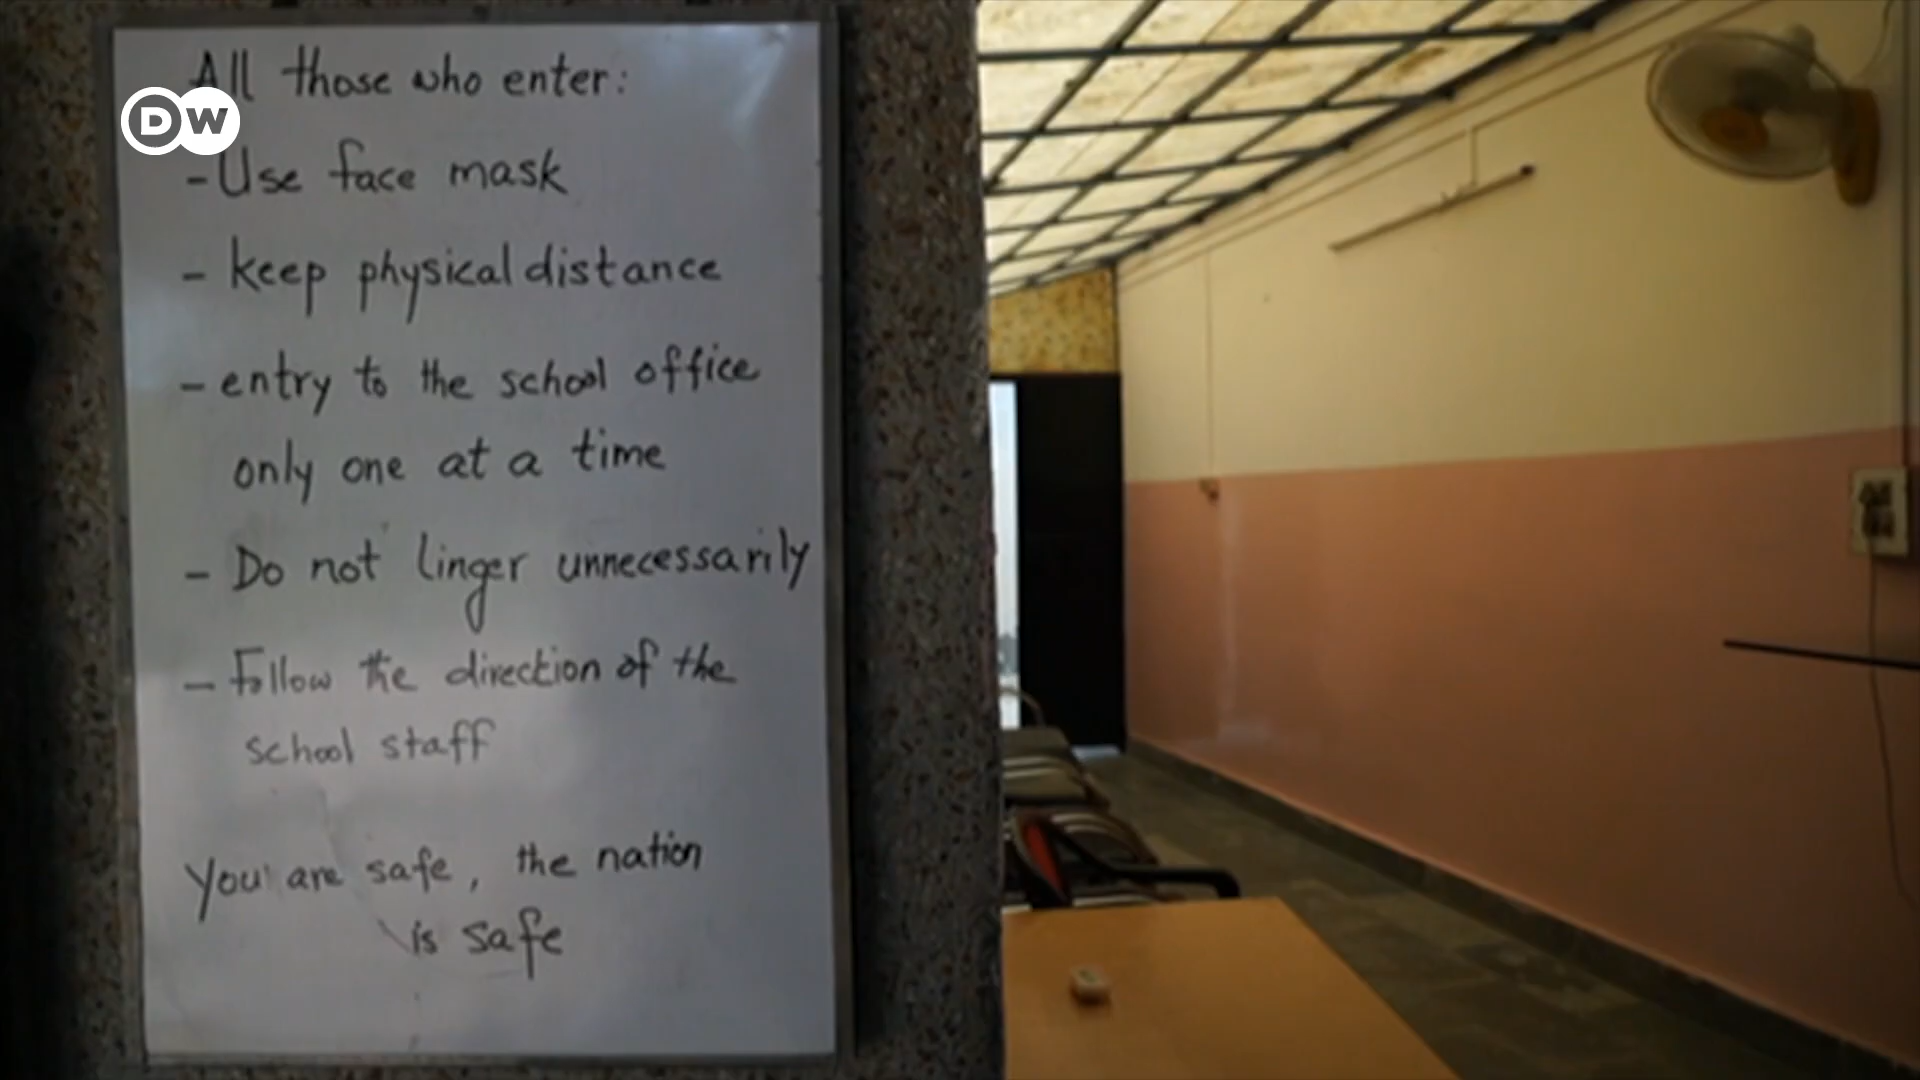 All those who enter:
DW
- Use face mask
- keep physical distance
- entry to the school office
only one at a time
- Do not linger unnecessarily
- Follow the direction of the
school staff
You are safe, the nation
is safe